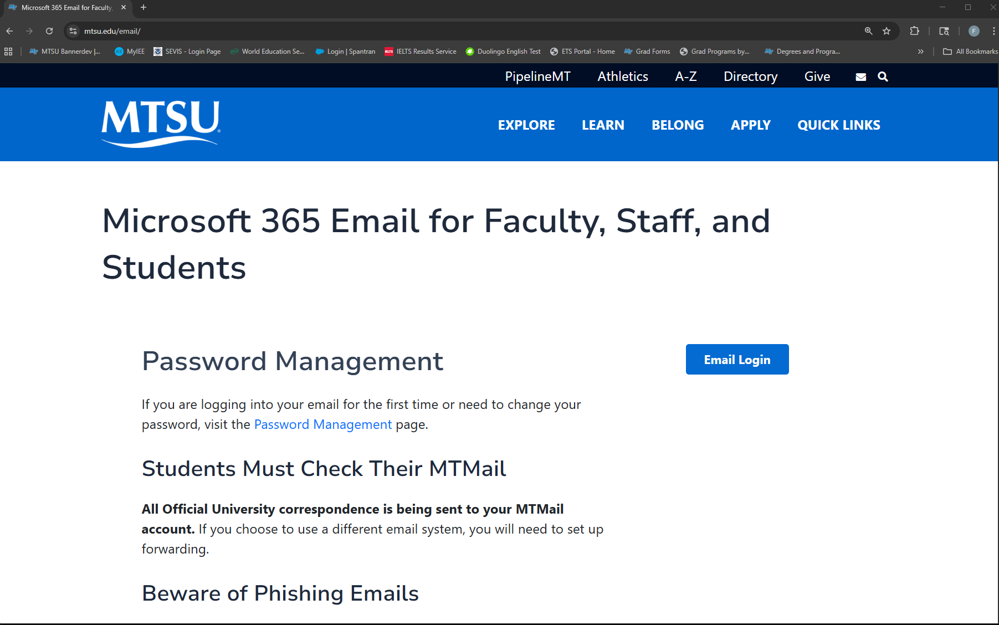 Microsoft 365 Email for Faculty,
mtsu.edu/email/
F
MTSU Bannerdev |... MyIEE SEVIS - Login Page World Education Se... Login | Spantran IELTS Results Service Duolingo English Test ETS Portal - Home Grad Forms Grad Programs by... Degrees and Progra... » All Bookmarks
PipelineMT Athletics A-Z Directory Give
MTSU
EXPLORE LEARN BELONG APPLY QUICK LINKS
Microsoft 365 Email for Faculty, Staff, and
Students
Password Management
Email Login
If you are logging into your email for the first time or need to change your
password, visit the Password Management page.
Students Must Check Their MTMail
All Official University correspondence is being sent to your MTMail
account. If you choose to use a different email system, you will need to set up
forwarding.
Beware of Phishing Emails